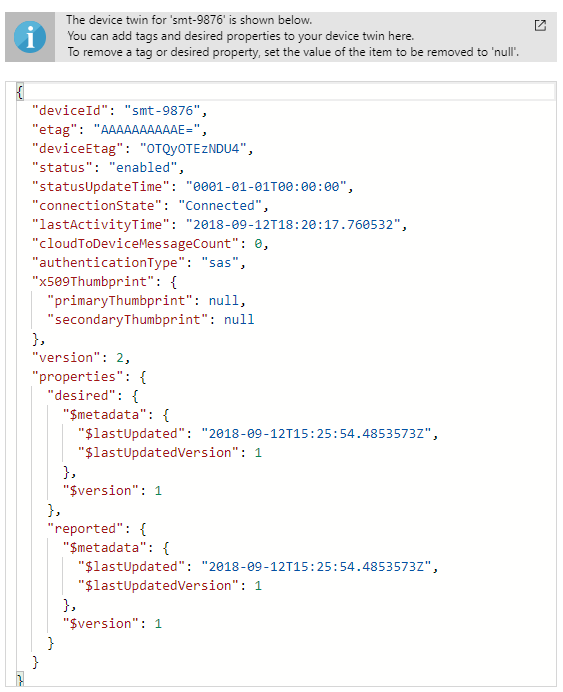 The device twin for 'smt-9876' is shown below.
You can add tags and desired properties to your device twin here.
To remove a tag or desired property, set the value of the item to be removed to 'null'.
{
"deviceId": "smt-9876",
"etag": "AAAAAAAAAAE=",
"deviceEtag": "OTQyOTEzNDU4",
"status": "enabled",
"statusUpdateTime": "0001-01-01T00:00:00",
"connectionState": "Connected",
"lastActivityTime": "2018-09-12T18:20:17.760532",
"cloudToDeviceMessageCount": 0,
"authenticationType": "sas",
"x509Thumbprint": {
"primaryThumbprint": null,
"secondaryThumbprint": null
},
"version": 2,
"properties": {
"desired": {
"$metadata": {
"$lastUpdated": "2018-09-12T15:25:54.4853573Z",
"$lastUpdatedVersion": 1
},
"$version": 1
},
"reported": {
"$metadata": {
"$lastUpdated": "2018-09-12T15:25:54.4853573Z",
"$lastUpdatedVersion": 1
},
"$version": 1
}
}
}